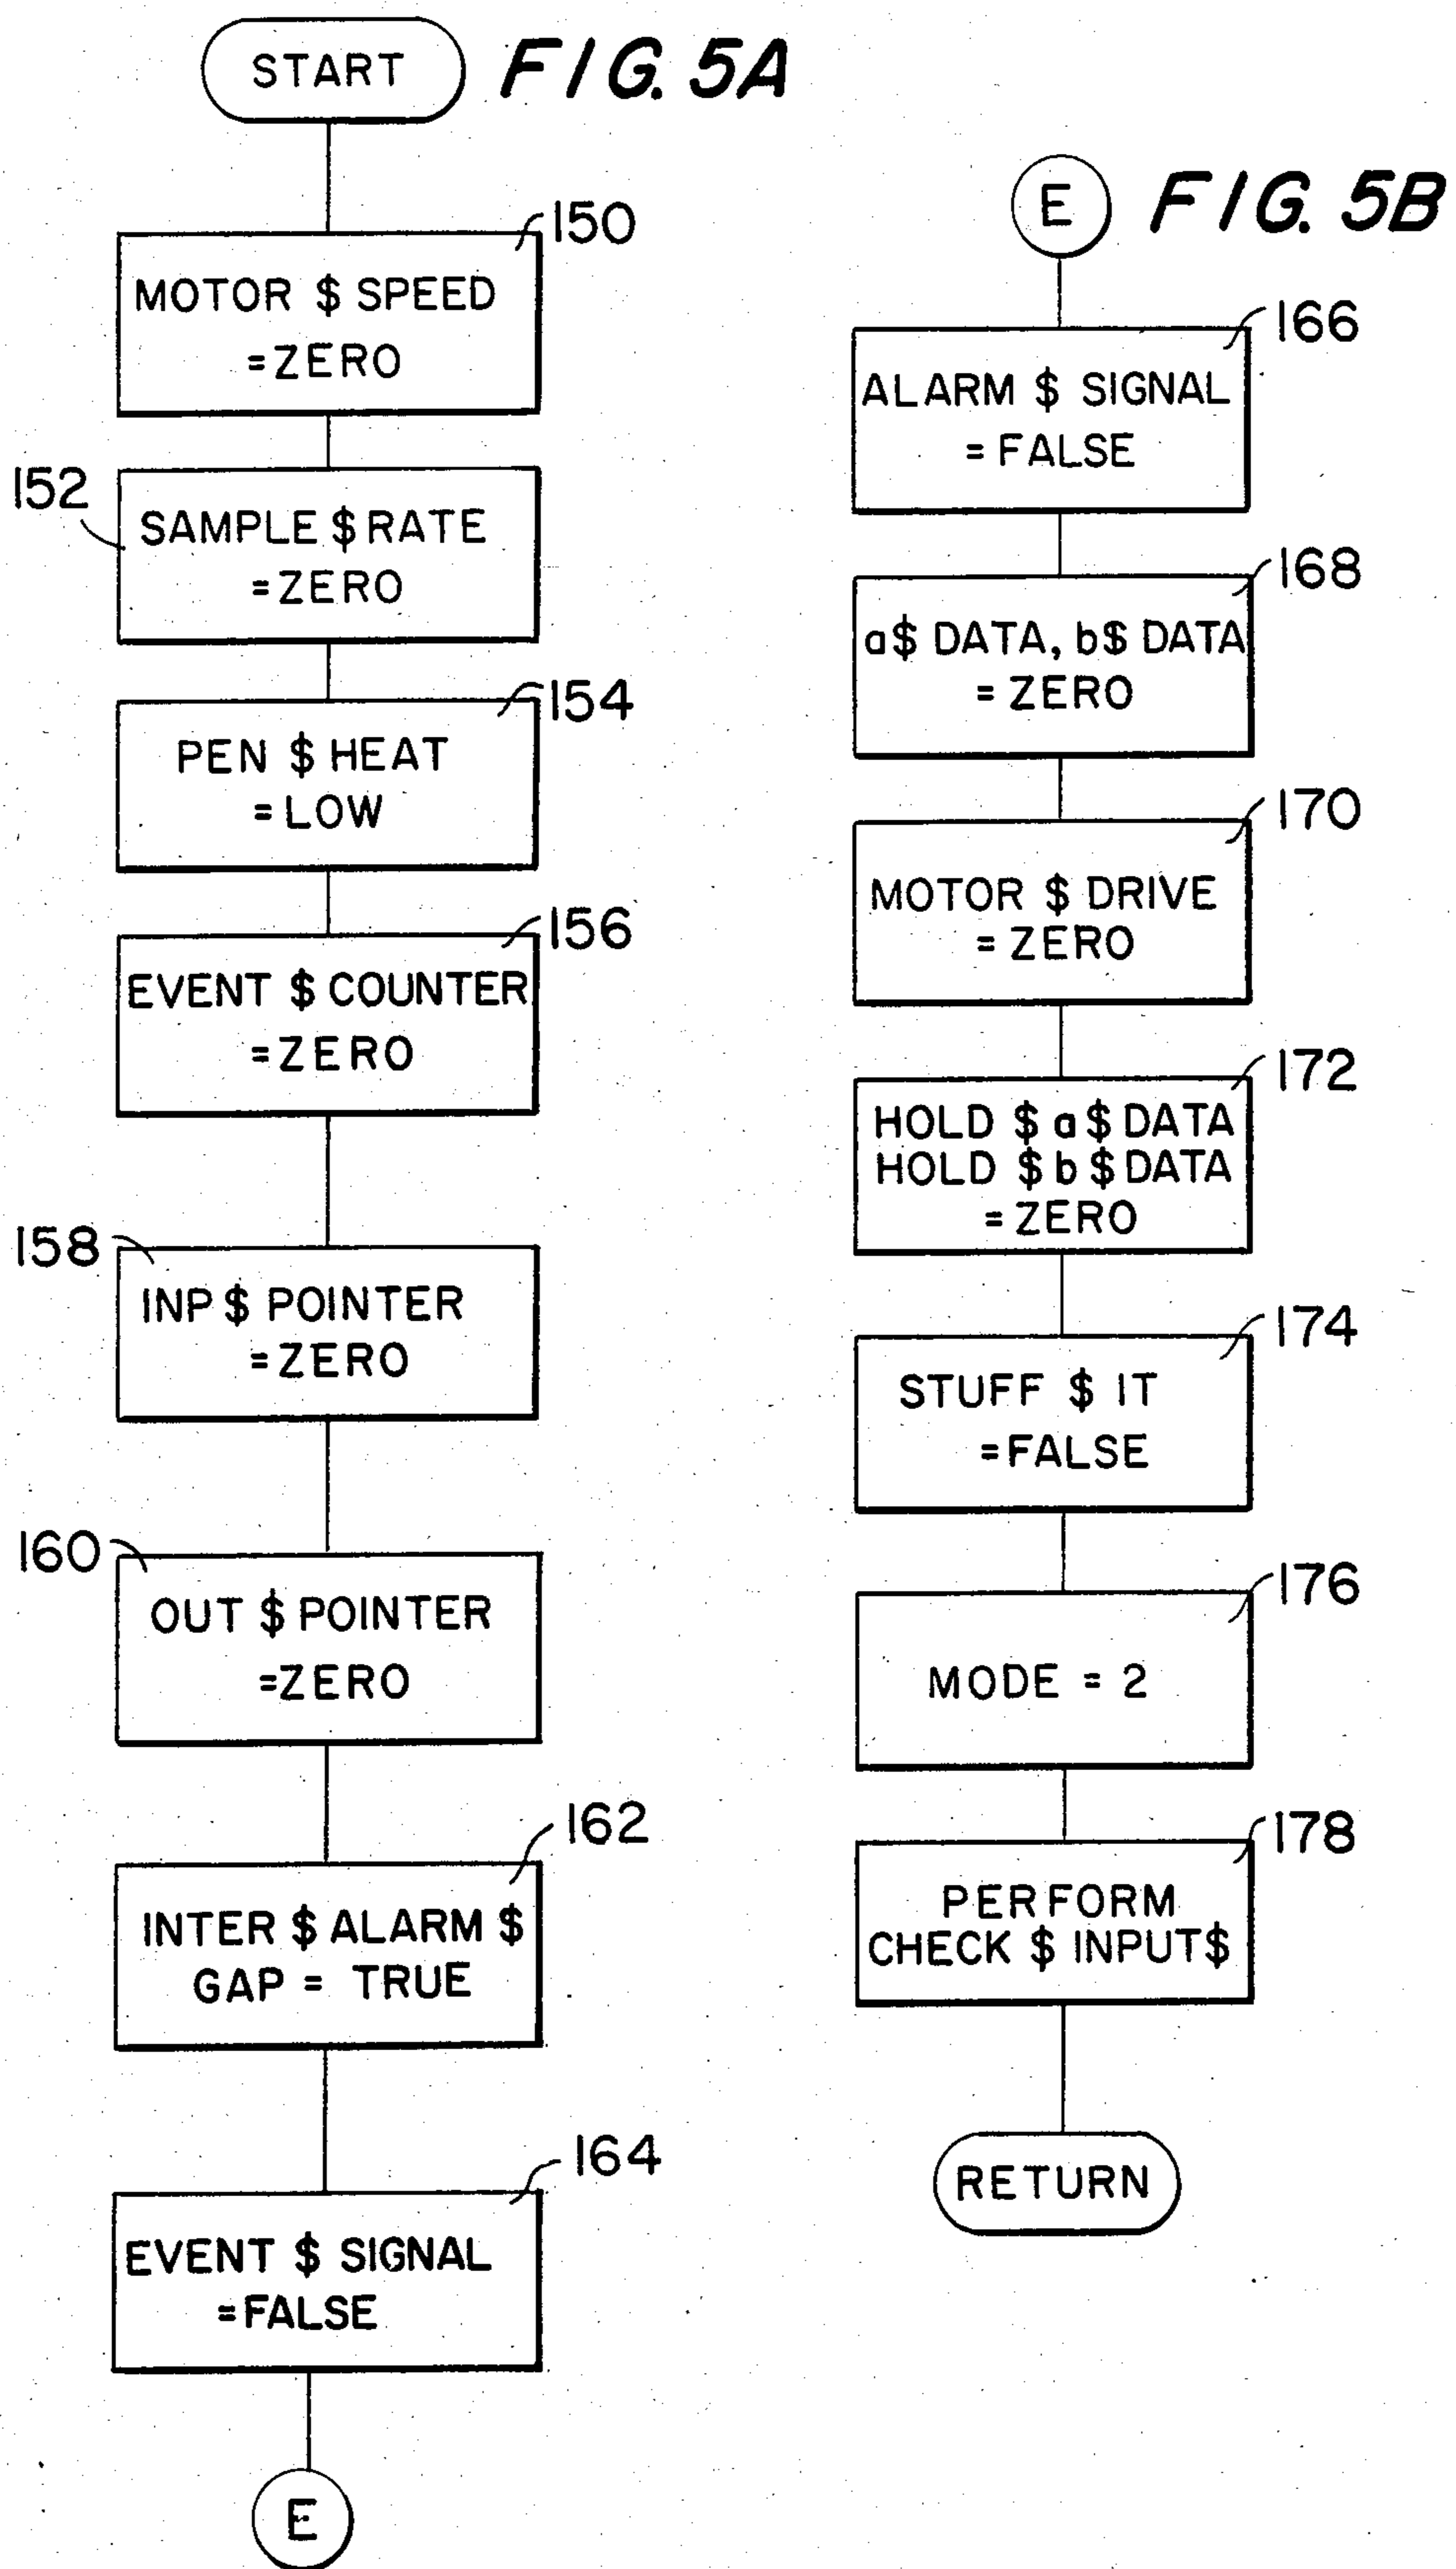 START
FIG. 5A
150
MOTOR $ SPEED
=ZERO
152
SAMPLE $ RATE
=ZERO
154
PEN $ HEAT
=LOW
156
EVENT $ COUNTER
=ZERO
158
INP $ POINTER
=ZERO
160
OUT $ POINTER
=ZERO
162
INTER $ ALARM $
GAP = TRUE
164
EVENT $ SIGNAL
=FALSE
E
E
FIG. 5B
166
ALARM $ SIGNAL
= FALSE
168
a$ DATA, b$ DATA
= ZERO
170
MOTOR $ DRIVE
= ZERO
172
HOLD $ a $ DATA
HOLD $ b $ DATA
= ZERO
174
STUFF $ IT
=FALSE
176
MODE = 2
178
PERFORM
CHECK $ INPUT$
RETURN